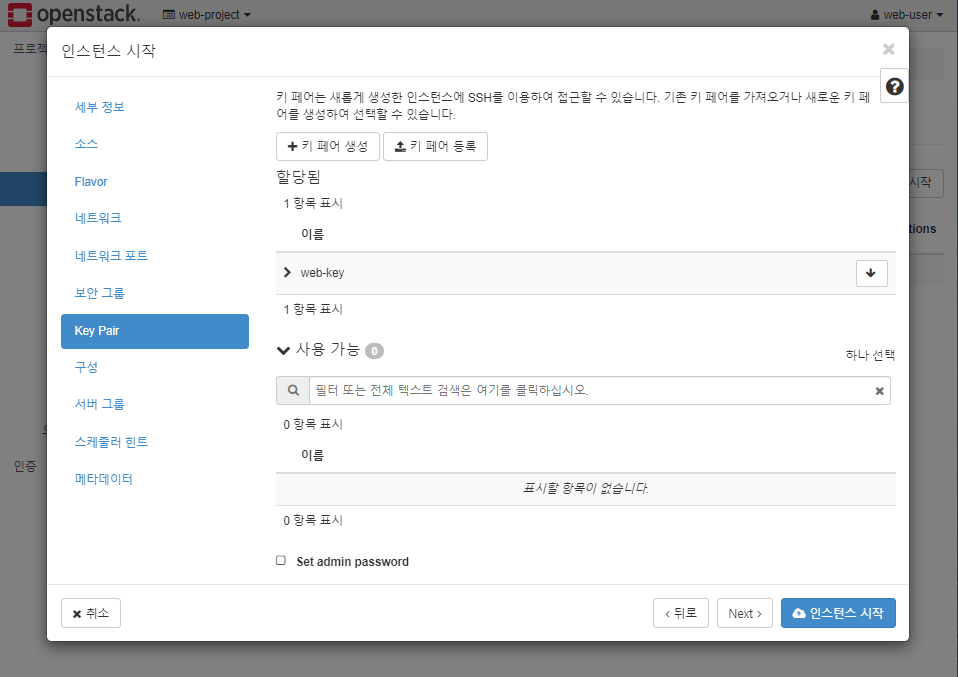 openstack.
web-project
web-user
프로젝
인스턴스 시작
세부 정보
소스
Flavor
네트워크
네트워크 포트
보안 그룹
Key Pair
구성
서버 그룹
스케줄러 힌트
메타데이터
키 페어는 새롭게 생성한 인스턴스에 SSH를 이용하여 접근할 수 있습니다. 기존 키 페어를 가져오거나 새로운 키 페
어를 생성하여 선택할 수 있습니다.
키 페어 생성
키 페어 등록
할당됨
1 항목 표시
이름
web-key
1 항목 표시
사용 가능 0
하나 선택
필터 또는 전체 텍스트 검색은 여기를 클릭하십시오.
0 항목 표시
이름
표시할 항목이 없습니다.
0 항목 표시
Set admin password
시작
tions
인증
취소
뒤로
Next
인스턴스 시작